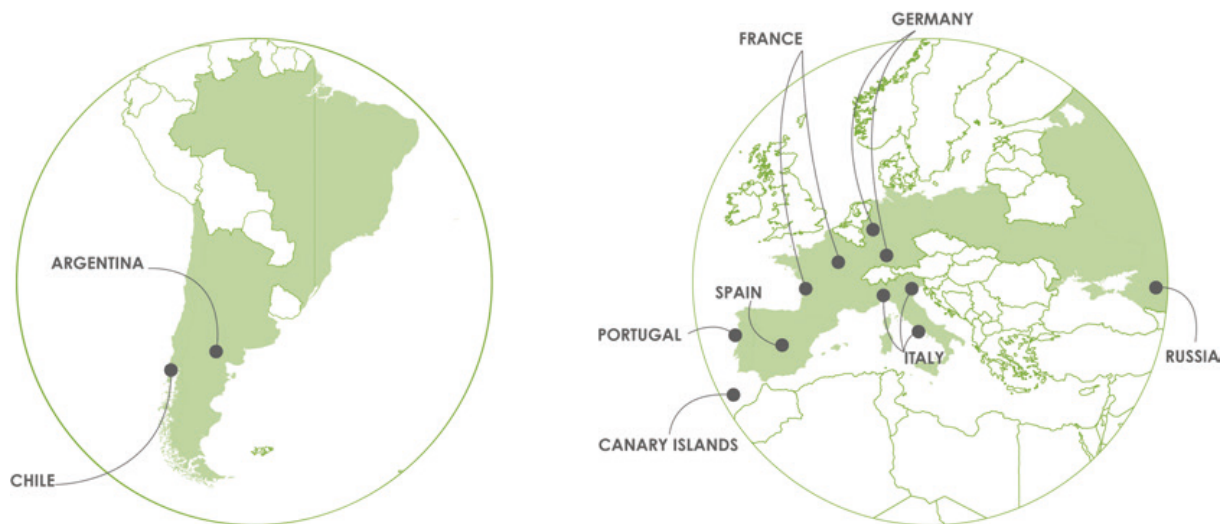 ARGENTINA
CHILE
GERMANY
FRANCE
SPAIN
PORTUGAL
ITALY
RUSSIA
CANARY ISLANDS